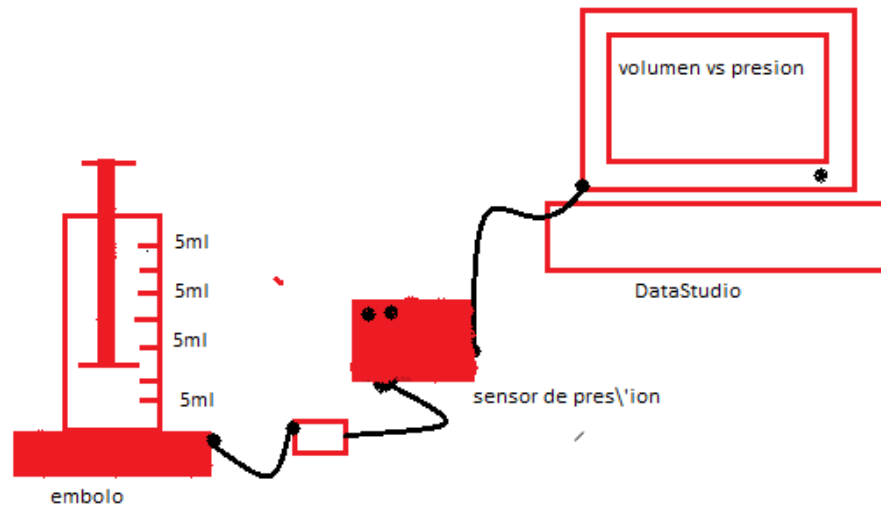 volumen vs presion
5ml
5ml
5ml
5ml
DataStudio
sensor de pres\'ion
embolo